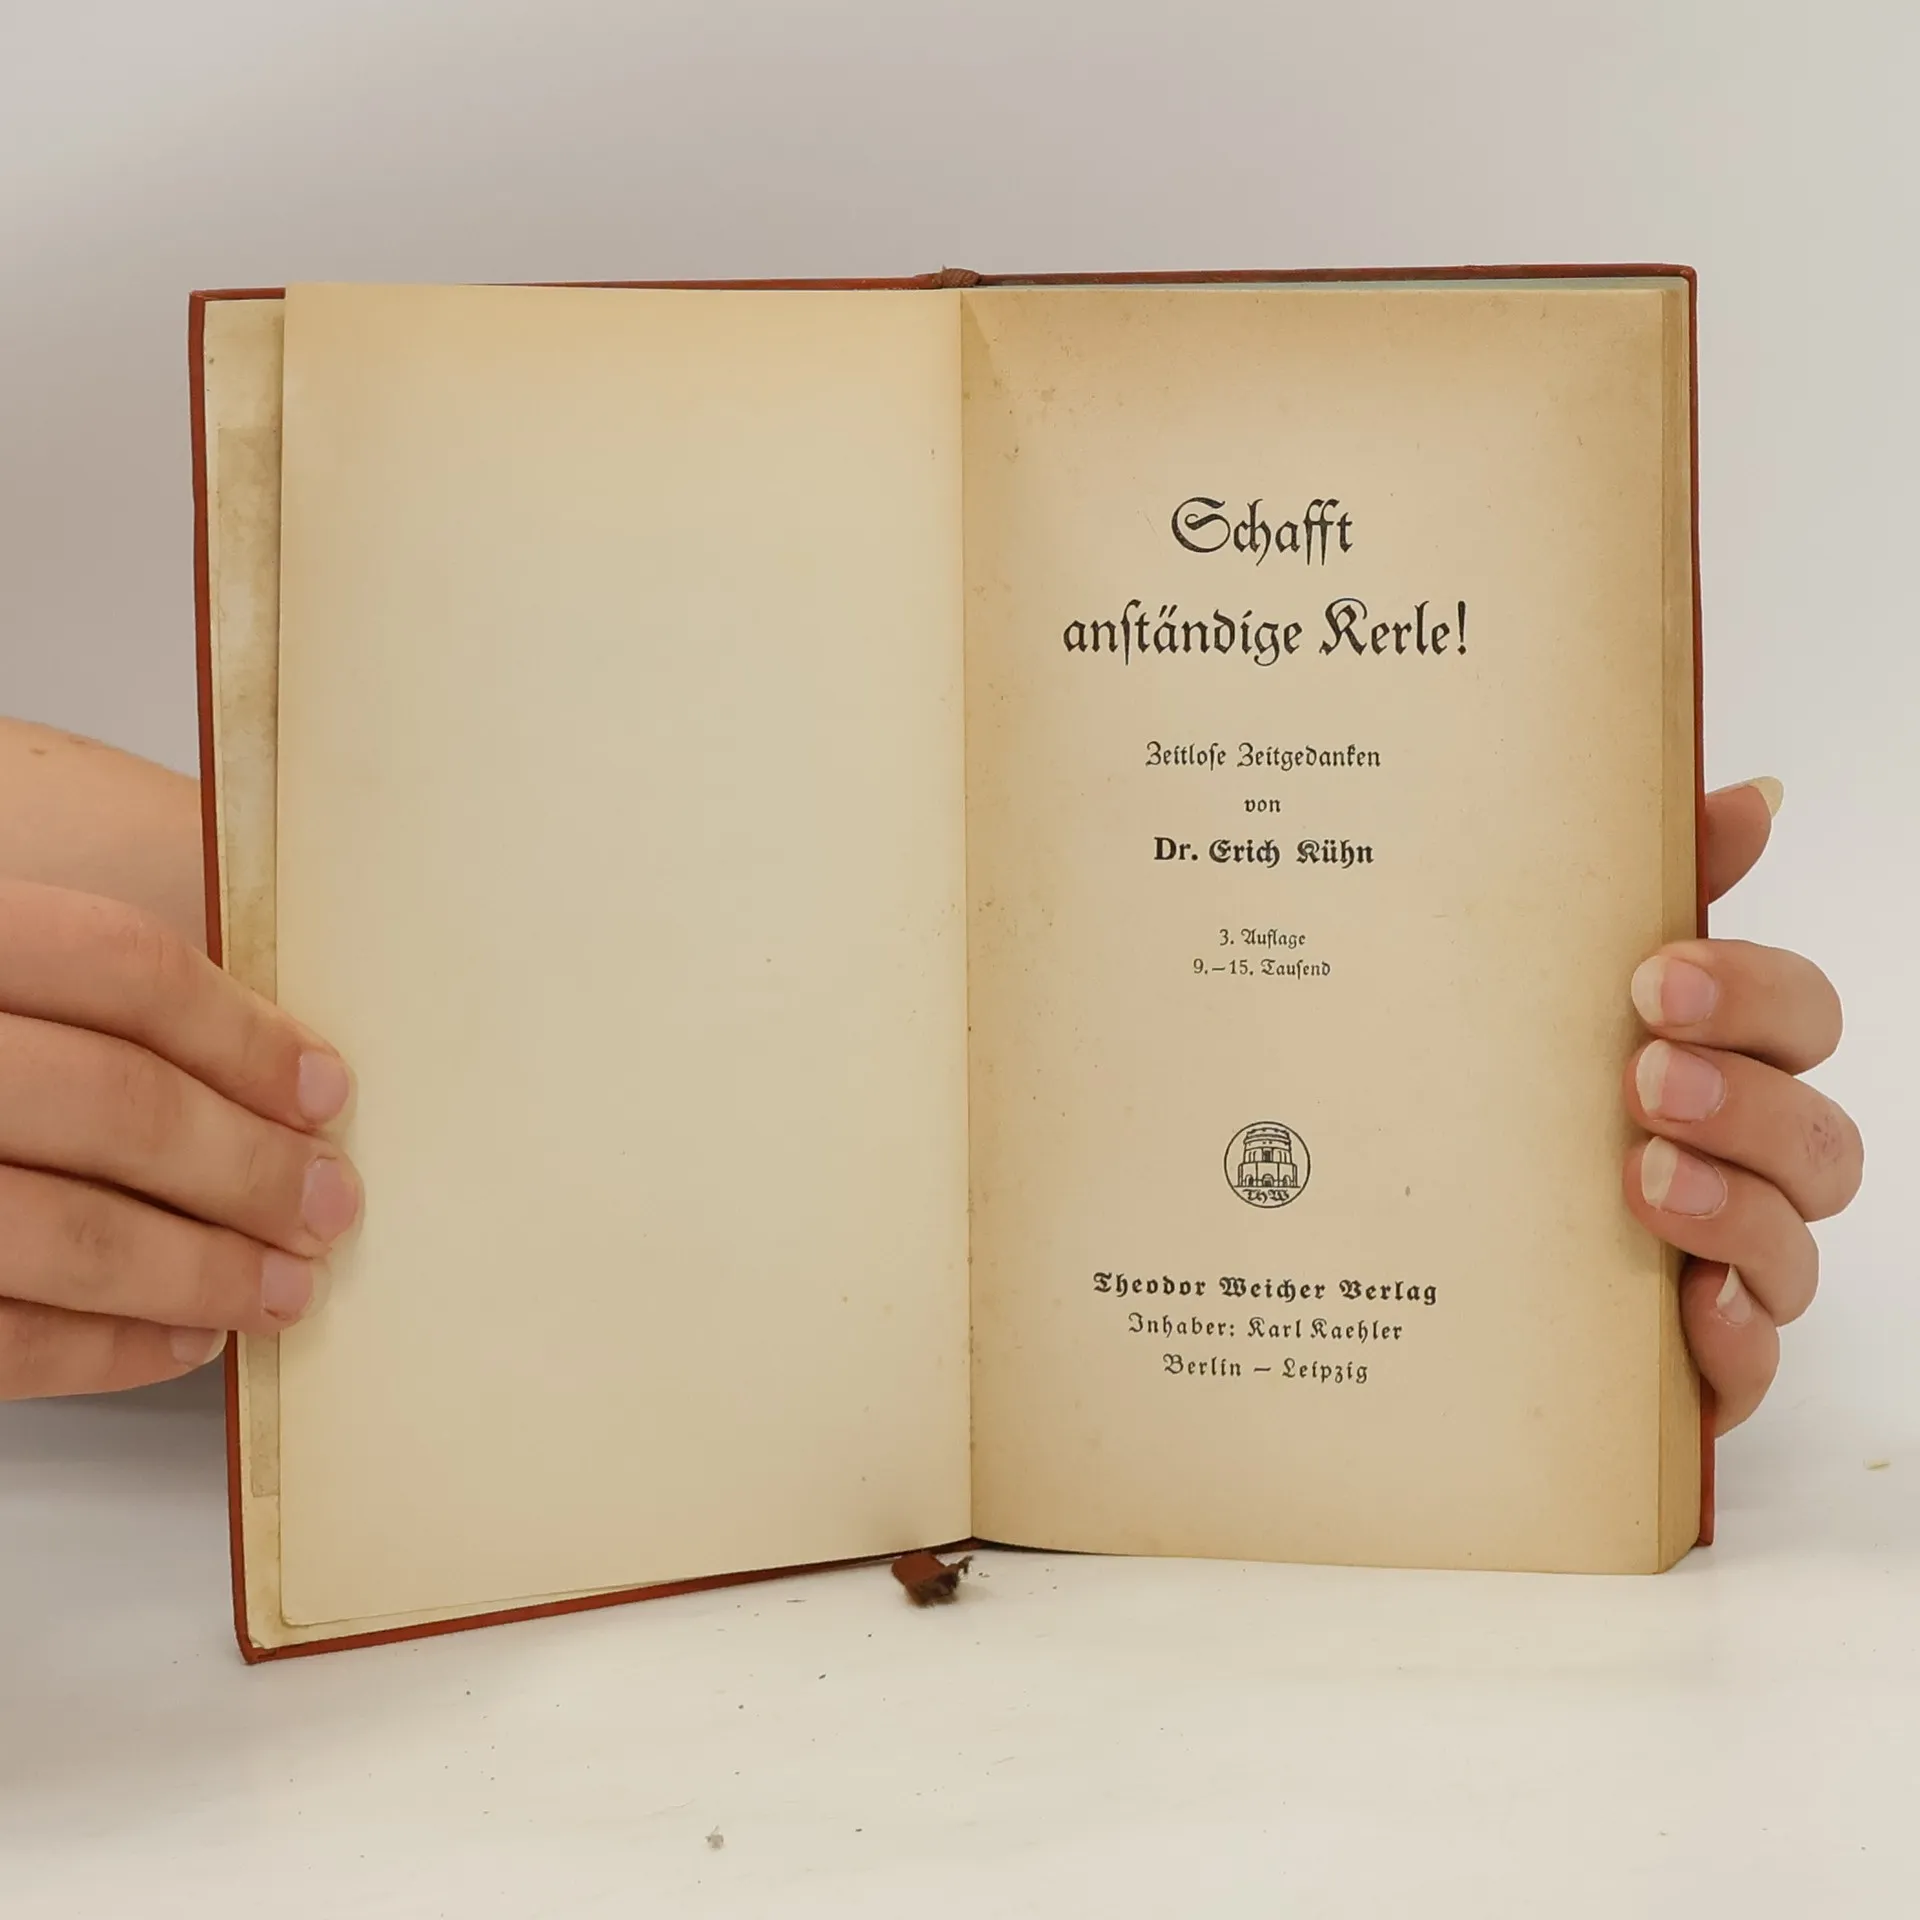 Schafft
anständige Kerle!
Zeitlose Zeitgedanken
von
Dr. Erich Kühn
3. Auflage
9.–15. Tausend
ThW
Theodor Weicher Verlag
Inhaber: Karl Kaehler
Berlin – Leipzig